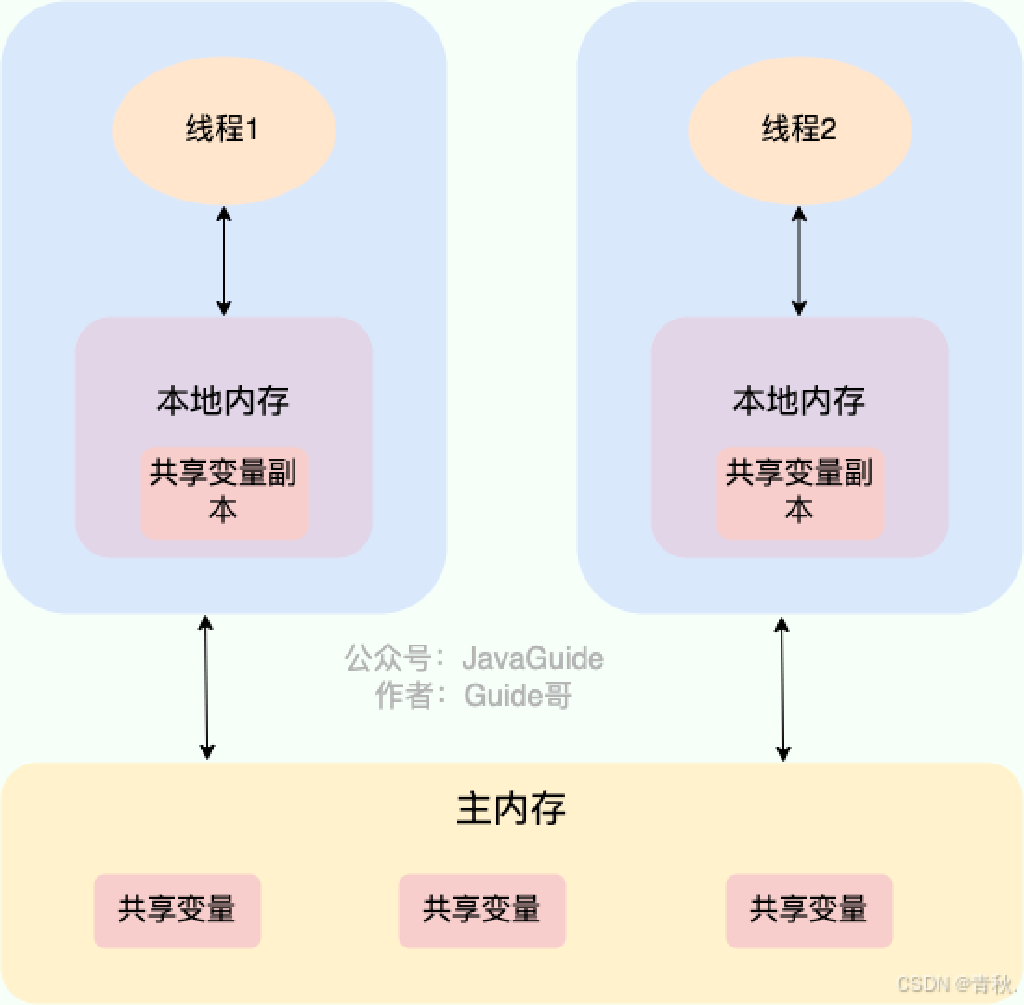 线程1
线程2
本地内存
本地内存
共享变量副
本
共享变量副
本
公众号：JavaGuide
作者：Guide哥
主内存
共享变量
共享变量
共享变量
CSDN @青秋.